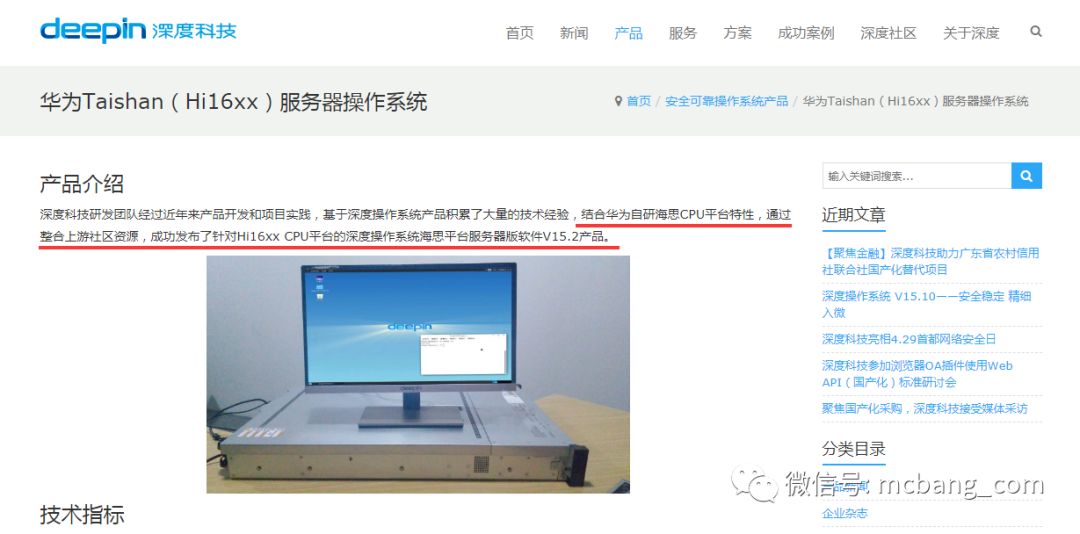 deepin 深度科技
首页 新闻 产品 服务 方案 成功案例 深度社区 关于深度
华为Taishan（Hi16xx）服务器操作系统
首页 / 安全可靠操作系统产品 / 华为Taishan（Hi16xx）服务器操作系统
产品介绍
深度科技研发团队经过近年来产品开发和项目实践，基于深度操作系统产品积累了大量的技术经验，结合华为自研海思CPU平台特性，通过
整合上游社区资源，成功发布了针对Hi16xx CPU平台的深度操作系统海思平台服务器版软件V15.2产品。
deepin
deepin
技术指标
输入关键词搜索...
近期文章
【聚焦金融】深度科技助力广东省农村信用
社联合社国产化替代项目
深度操作系统 V15.10——安全稳定 精细
入微
深度科技亮相4.29首都网络安全日
深度科技参加浏览器OA插件使用Web
API（国产化）标准研讨会
聚焦国产化采购，深度科技接受媒体采访
分类目录
微信号: mcbang_com
企业杂志